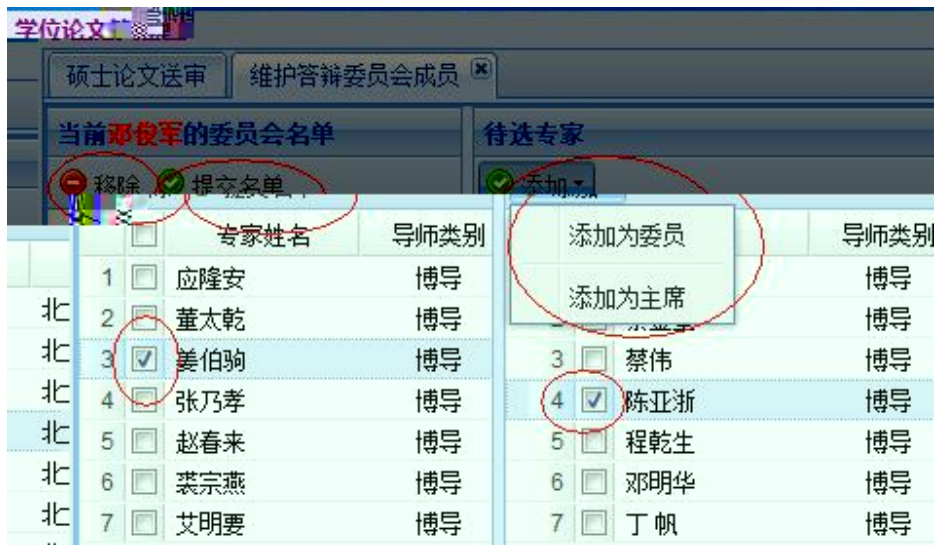 学位论文
硕士论文送审 维护答辩委员会成员
当前邓俊军的委员会名单 待选专家
移除 提交名单 添加
专家姓名 导师类别 添加为委员 导师类别
1 应隆安 博导
添加为主席 博导
北 2 董太乾 博导 博导
北 3 姜伯驹 博导 3 蔡伟 博导
北 4 张乃孝 博导 4 陈亚浙 博导
北 5 赵春来 博导 5 程乾生 博导
北 6 裘宗燕 博导 6 邓明华 博导
北 7 艾明要 博导 7 丁帆 博导